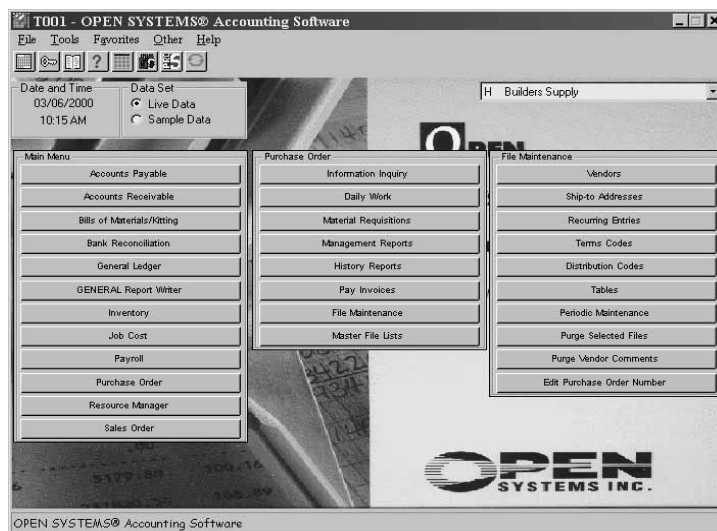 T001 - OPEN SYSTEMS® Accounting Software
File Tools Favorites Other Help
Date and Time
03/06/2000
10:15 AM
Data Set
Live Data
Sample Data
H Builders Supply
OPEN
Main Menu
Accounts Payable
Accounts Receivable
Bills of Materials/Kitting
Bank Reconciliation
General Ledger
GENERAL Report Writer
Inventory
Job Cost
Payroll
Purchase Order
Resource Manager
Sales Order
Purchase Order
Information Inquiry
Daily Work
Material Requisitions
Management Reports
History Reports
Pay Invoices
File Maintenance
Master File Lists
File Maintenance
Vendors
Ship-to Addresses
Recurring Entries
Terms Codes
Distribution Codes
Tables
Periodic Maintenance
Purge Selected Files
Purge Vendor Comments
Edit Purchase Order Number
OPEN
SYSTEMS INC.
OPEN SYSTEMS® Accounting Software